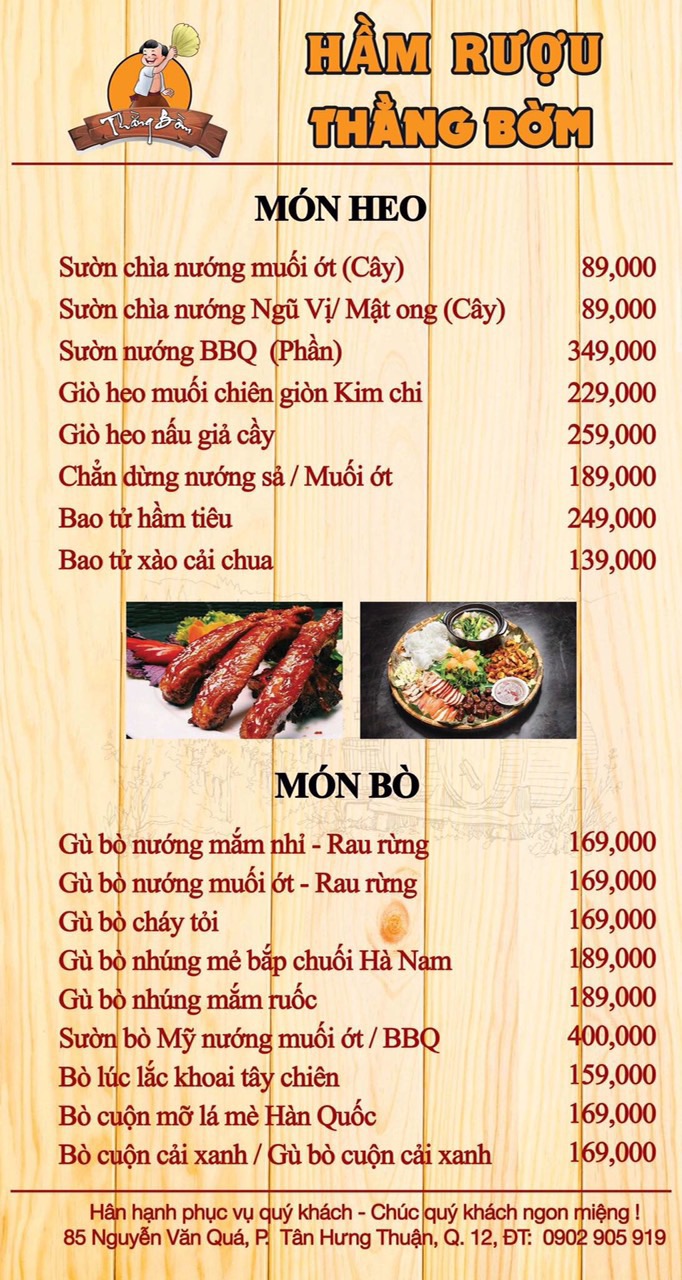 Thằng Bờm
HẦM RƯỢU
THẰNG BỜM
MÓN HEO
Sườn chìa nướng muối ớt (Cây) 89,000
Sườn chìa nướng Ngũ Vị/ Mật ong (Cây) 89,000
Sườn nướng BBQ (Phần) 349,000
Giò heo muối chiên giòn Kim chi 229,000
Giò heo nấu giả cầy 259,000
Chẳn dừng nướng sả / Muối ớt 189,000
Bao tử hầm tiêu 249,000
Bao tử xào cải chua 139,000
MÓN BÒ
Gù bò nướng mắm nhỉ - Rau rừng 169,000
Gù bò nướng muối ớt - Rau rừng 169,000
Gù bò cháy tỏi 169,000
Gù bò nhúng mẻ bắp chuối Hà Nam 189,000
Gù bò nhúng mắm ruốc 189,000
Sườn bò Mỹ nướng muối ớt / BBQ 400,000
Bò lúc lắc khoai tây chiên 159,000
Bò cuộn mỡ lá mè Hàn Quốc 169,000
Bò cuộn cải xanh / Gù bò cuộn cải xanh 169,000
Hân hạnh phục vụ quý khách - Chúc quý khách ngon miệng !
85 Nguyễn Văn Quá, P. Tân Hưng Thuận, Q. 12, ĐT: 0902 905 919